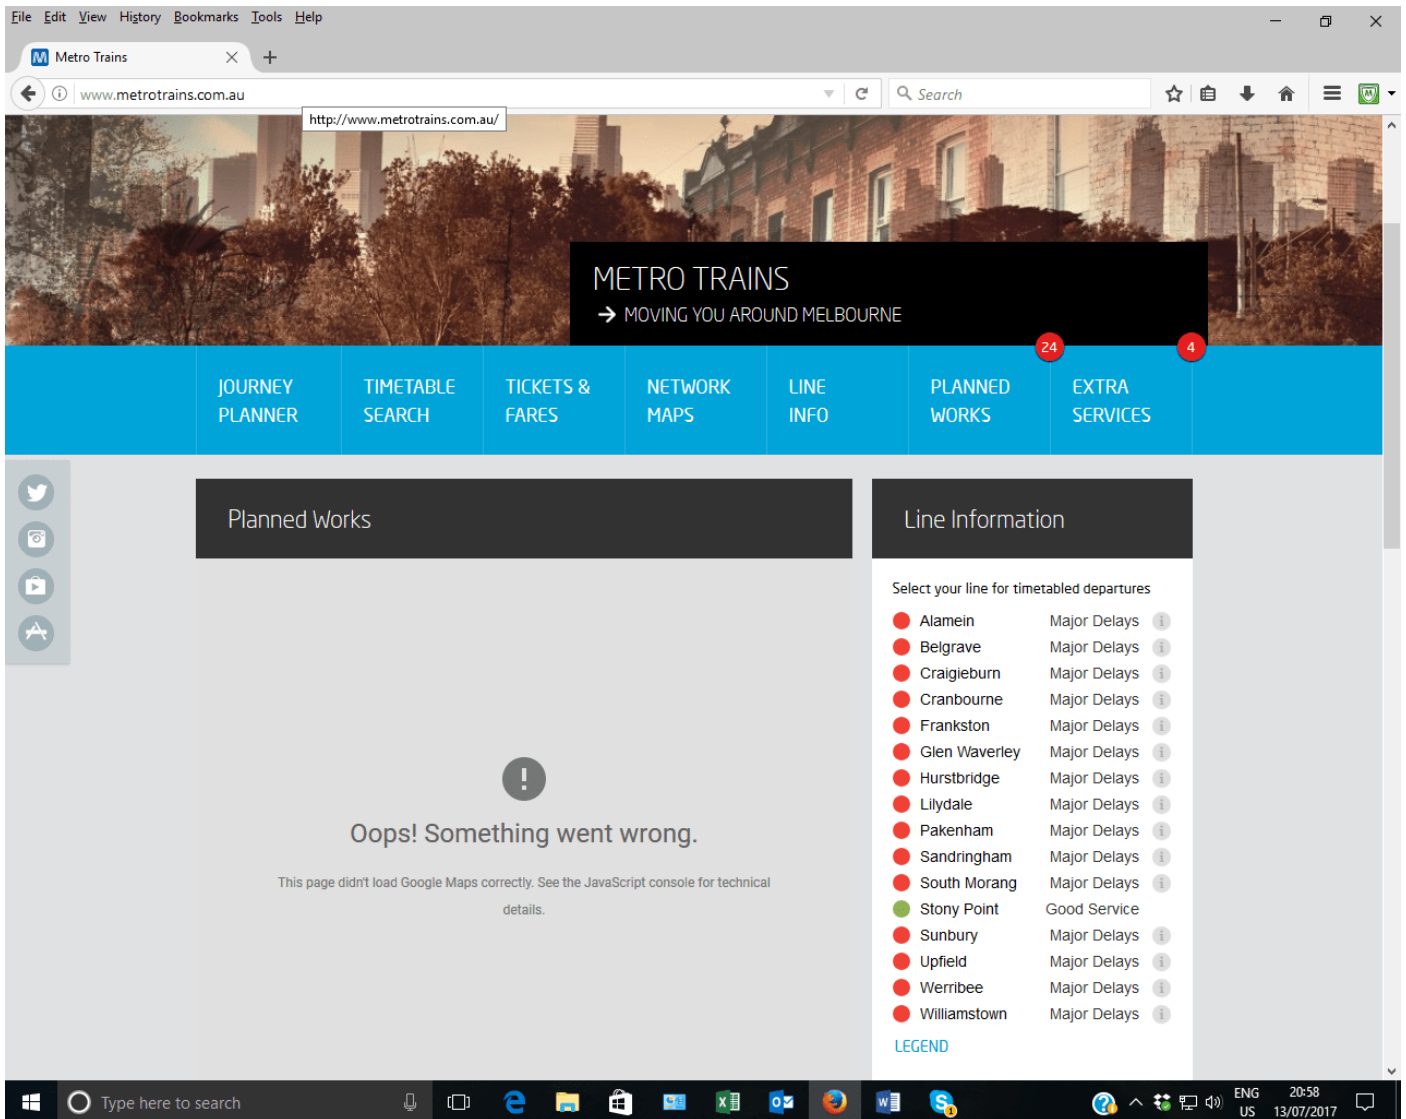 File Edit View History Bookmarks Tools Help
Metro Trains
www.metrotrains.com.au
Search
http://www.metrotrains.com.au/
METRO TRAINS
MOVING YOU AROUND MELBOURNE
24
4
JOURNEY PLANNER
TIMETABLE SEARCH
TICKETS & FARES
NETWORK MAPS
LINE INFO
PLANNED WORKS
EXTRA SERVICES
Planned Works
Oops! Something went wrong.
This page didn't load Google Maps correctly. See the JavaScript console for technical
details.
Line Information
Select your line for timetabled departures
Alamein Major Delays
Belgrave Major Delays
Craigieburn Major Delays
Cranbourne Major Delays
Frankston Major Delays
Glen Waverley Major Delays
Hurstbridge Major Delays
Lilydale Major Delays
Pakenham Major Delays
Sandringham Major Delays
South Morang Major Delays
Stony Point Good Service
Sunbury Major Delays
Upfield Major Delays
Werribee Major Delays
Williamstown Major Delays
LEGEND
Type here to search
ENG
US
20:58
13/07/2017